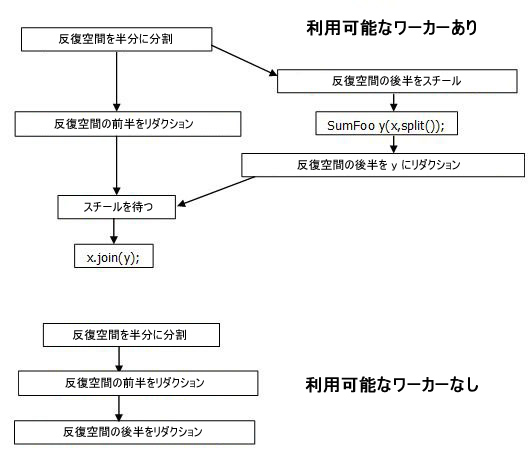 利用可能なワーカーあり
反復空間を半分に分割
反復空間の後半をスチール
反復空間の前半をリダクション
SumFoo y(x,split());
反復空間の後半を y にリダクション
スチールを待つ
x.join(y);
反復空間を半分に分割
反復空間の前半をリダクション
利用可能なワーカーなし
反復空間の後半をリダクション